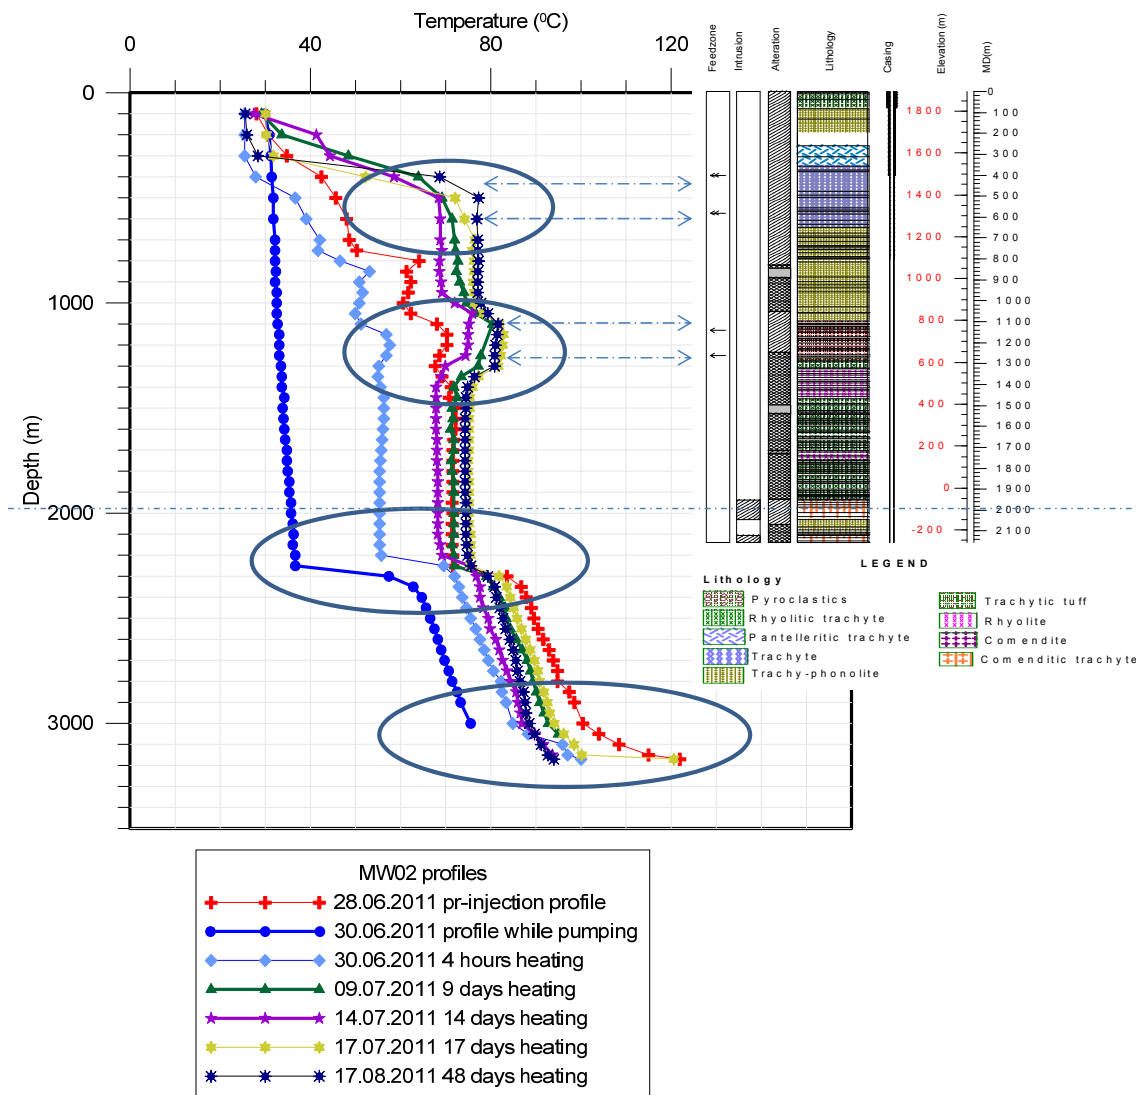 Temperature (⁰C)
0 40 80 120
Feedzone
Intrusion
Alteration
Lithology
Casing
Elevation (m)
MD(m)
Depth (m)
0
1000
2000
3000
1800
1600
1400
1200
1000
800
600
400
200
0
-200
0
100
200
300
400
500
600
700
800
900
1000
1100
1200
1300
1400
1500
1600
1700
1800
1900
2000
2100
LEGEND
Lithology
Pyroclastics
Rhyolitic trachyte
Pantelleritic trachyte
Trachyte
Trachy-phonolite
Trachytic tuff
Rhyolite
Comendite
Comenditic trachyte
MW02 profiles
28.06.2011 pr-injection profile
30.06.2011 profile while pumping
30.06.2011 4 hours heating
09.07.2011 9 days heating
14.07.2011 14 days heating
17.07.2011 17 days heating
17.08.2011 48 days heating